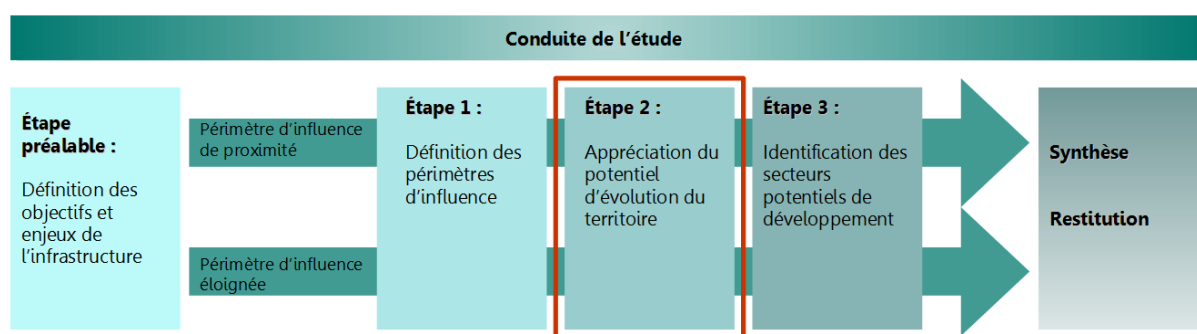 Conduite de l'étude
Étape
préalable :
Définition des
objectifs et
enjeux de
l'infrastructure
Périmètre d'influence
de proximité
Périmètre d'influence
éloignée
Étape 1 :
Définition des
périmètres
d'influence
Étape 2 :
Appréciation du
potentiel
d'évolution du
territoire
Étape 3 :
Identification des
secteurs
potentiels de
développement
Synthèse
Restitution